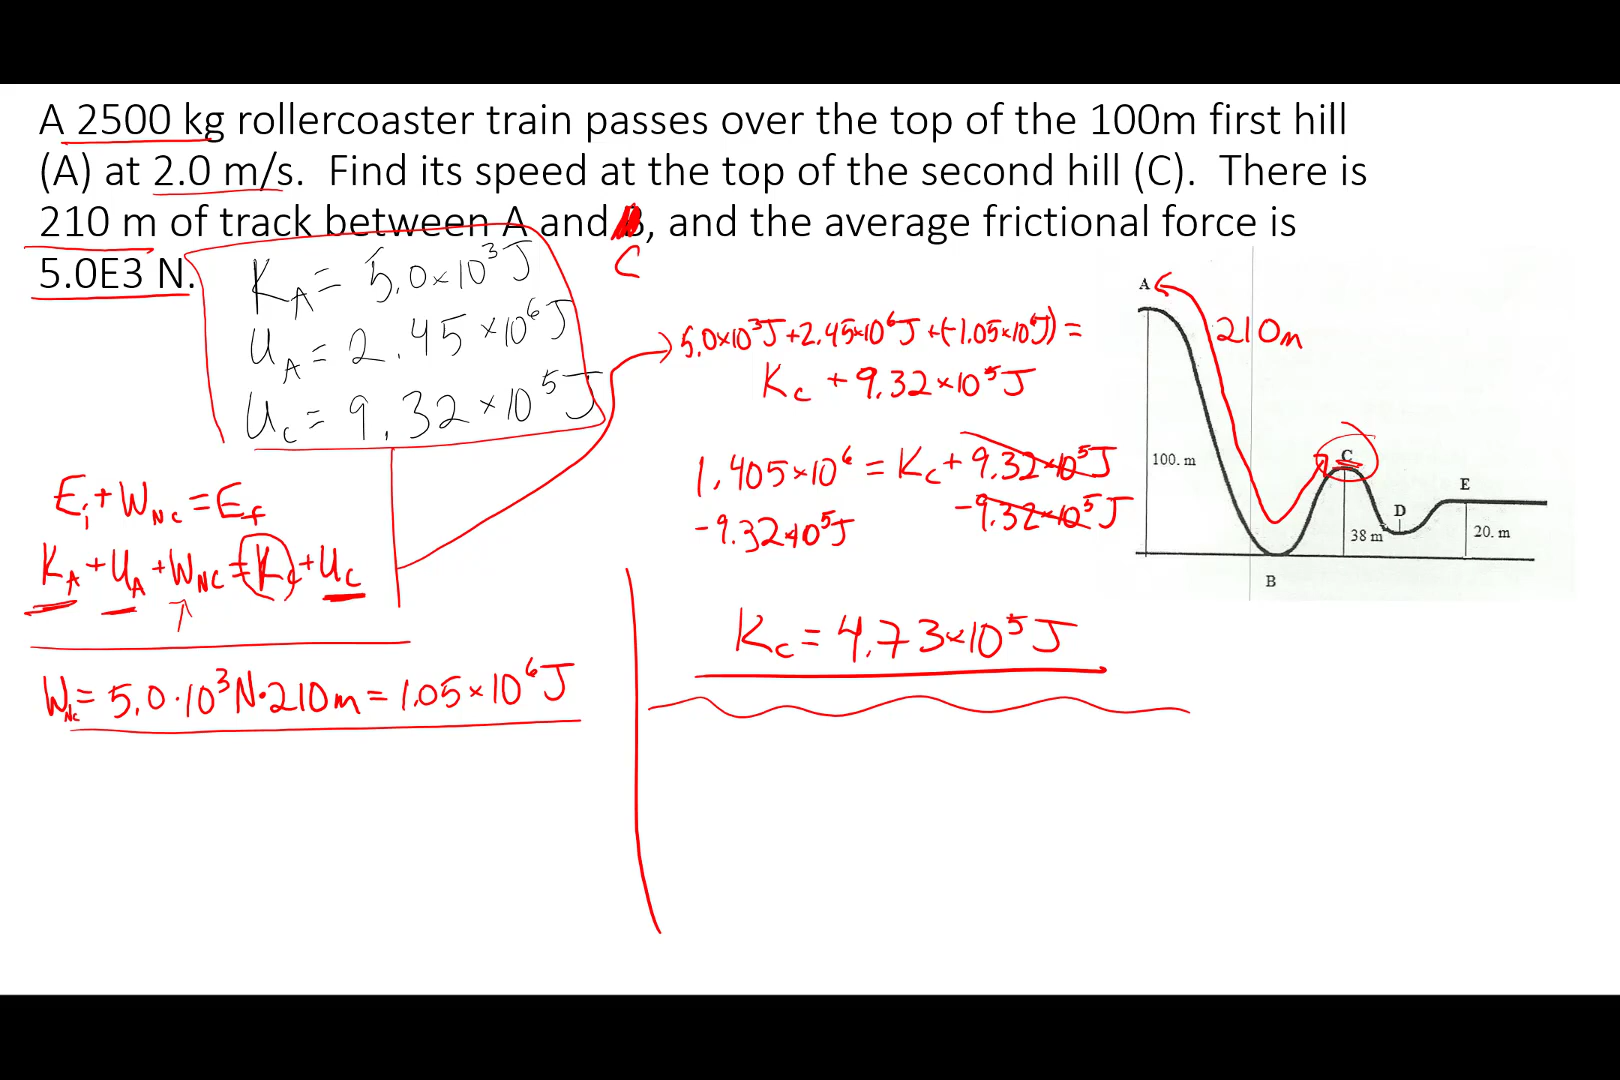 A 2500 kg rollercoaster train passes over the top of the 100m first hill
(A) at 2.0 m/s. Find its speed at the top of the second hill (C). There is
210 m of track between A and B, and the average frictional force is
C
5.0E3 N.
K_A = 5.0×10³J
U_A = 2.45×10⁶J
U_C = 9.32×10⁵J
E_i + W_NC = E_f
K_A + U_A + W_NC = K_C + U_C
W_NC = 5.0·10³N·210m = 1.05×10⁶J
5.0×10³J + 2.45×10⁶J + (-1.05×10⁶J) =
K_C + 9.32×10⁵J
1.405×10⁶ = K_C + 9.32×10⁵J
-9.32×10⁵J -9.32×10⁵J
K_C = 4.73×10⁵J
A
210m
100. m
C
E
D
38 m
20. m
B